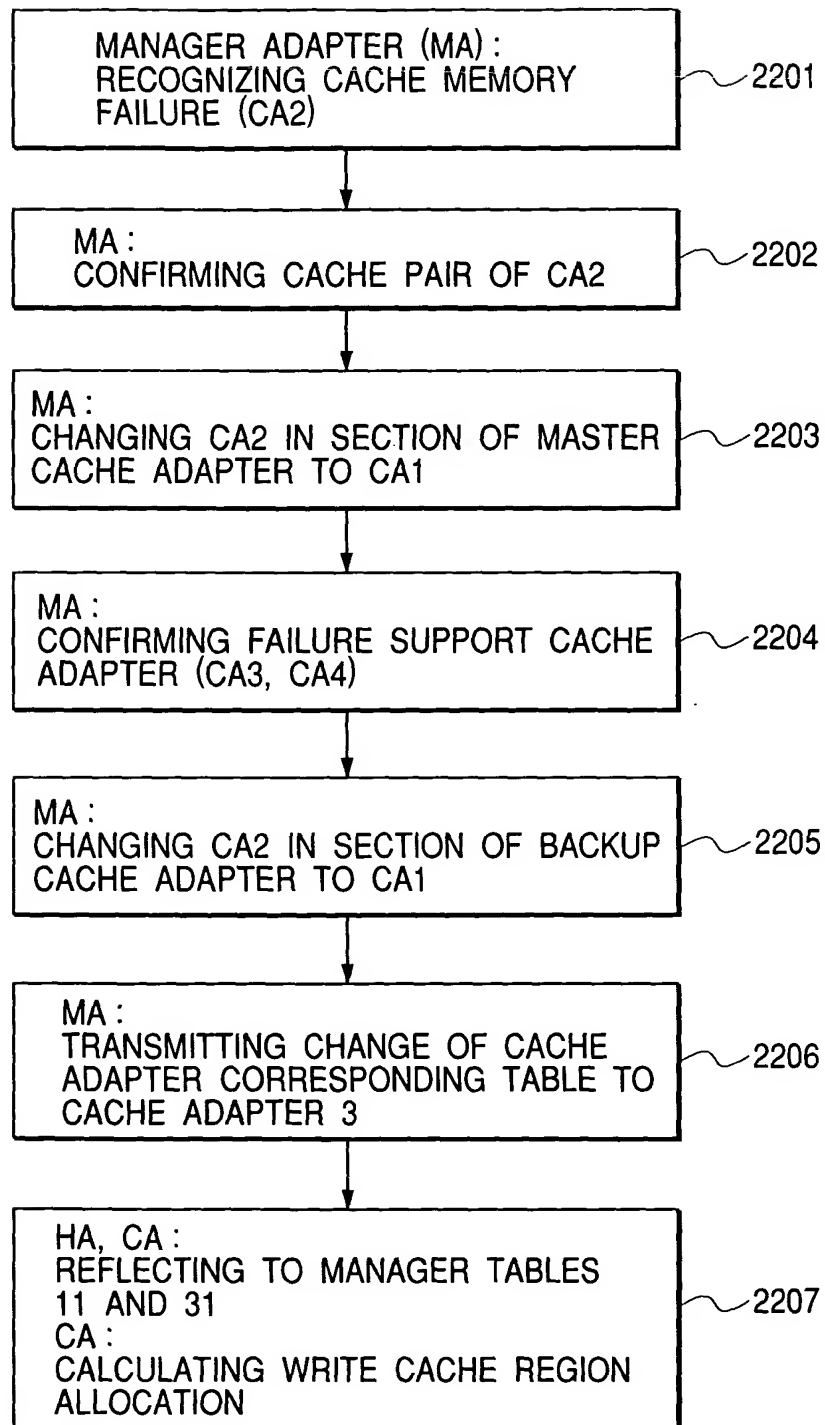 MANAGER ADAPTER (MA) :
RECOGNIZING CACHE MEMORY
FAILURE (CA2)
2201
MA :
CONFIRMING CACHE PAIR OF CA2
2202
MA :
CHANGING CA2 IN SECTION OF MASTER
CACHE ADAPTER TO CA1
2203
MA :
CONFIRMING FAILURE SUPPORT CACHE
ADAPTER (CA3, CA4)
2204
MA :
CHANGING CA2 IN SECTION OF BACKUP
CACHE ADAPTER TO CA1
2205
MA :
TRANSMITTING CHANGE OF CACHE
ADAPTER CORRESPONDING TABLE TO
CACHE ADAPTER 3
2206
HA, CA :
REFLECTING TO MANAGER TABLES
11 AND 31
CA :
CALCULATING WRITE CACHE REGION
ALLOCATION
2207